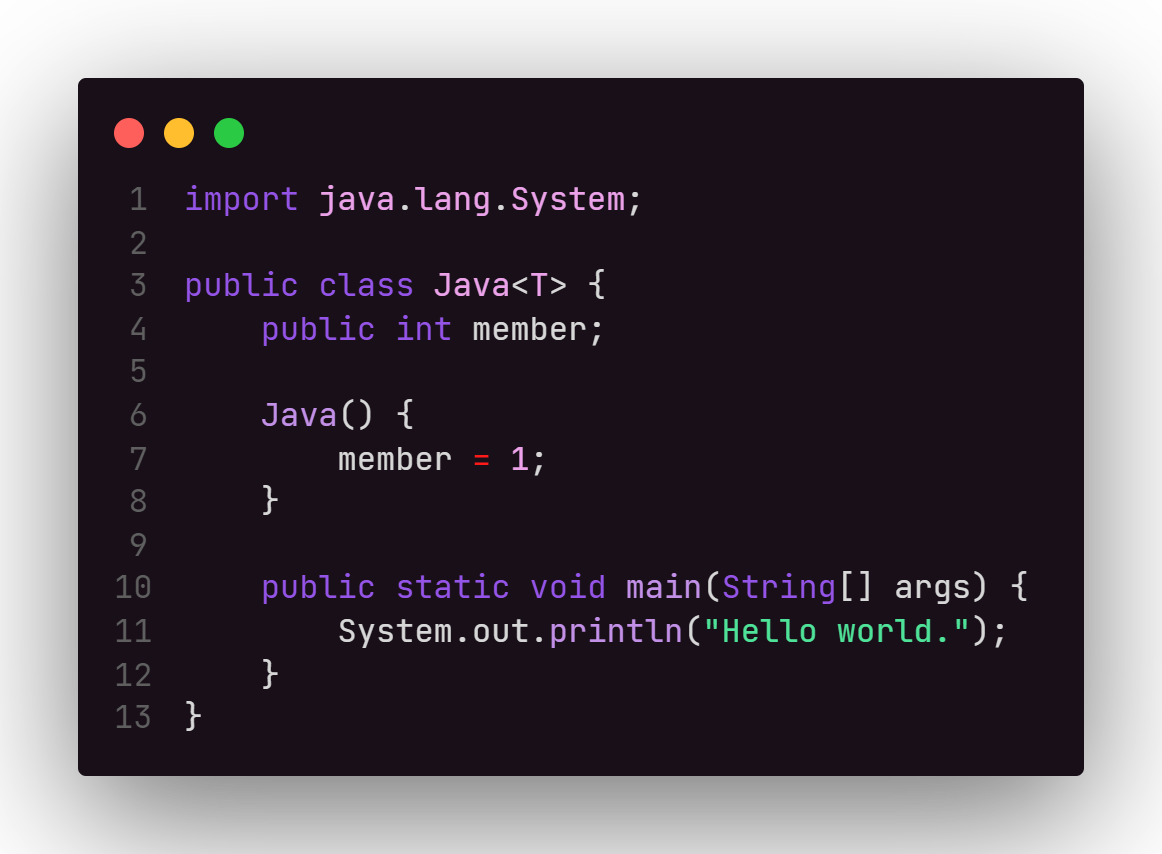 1 import java.lang.System;
2
3 public class Java<T> {
4     public int member;
5
6     Java() {
7         member = 1;
8     }
9
10     public static void main(String[] args) {
11         System.out.println("Hello world.");
12     }
13 }